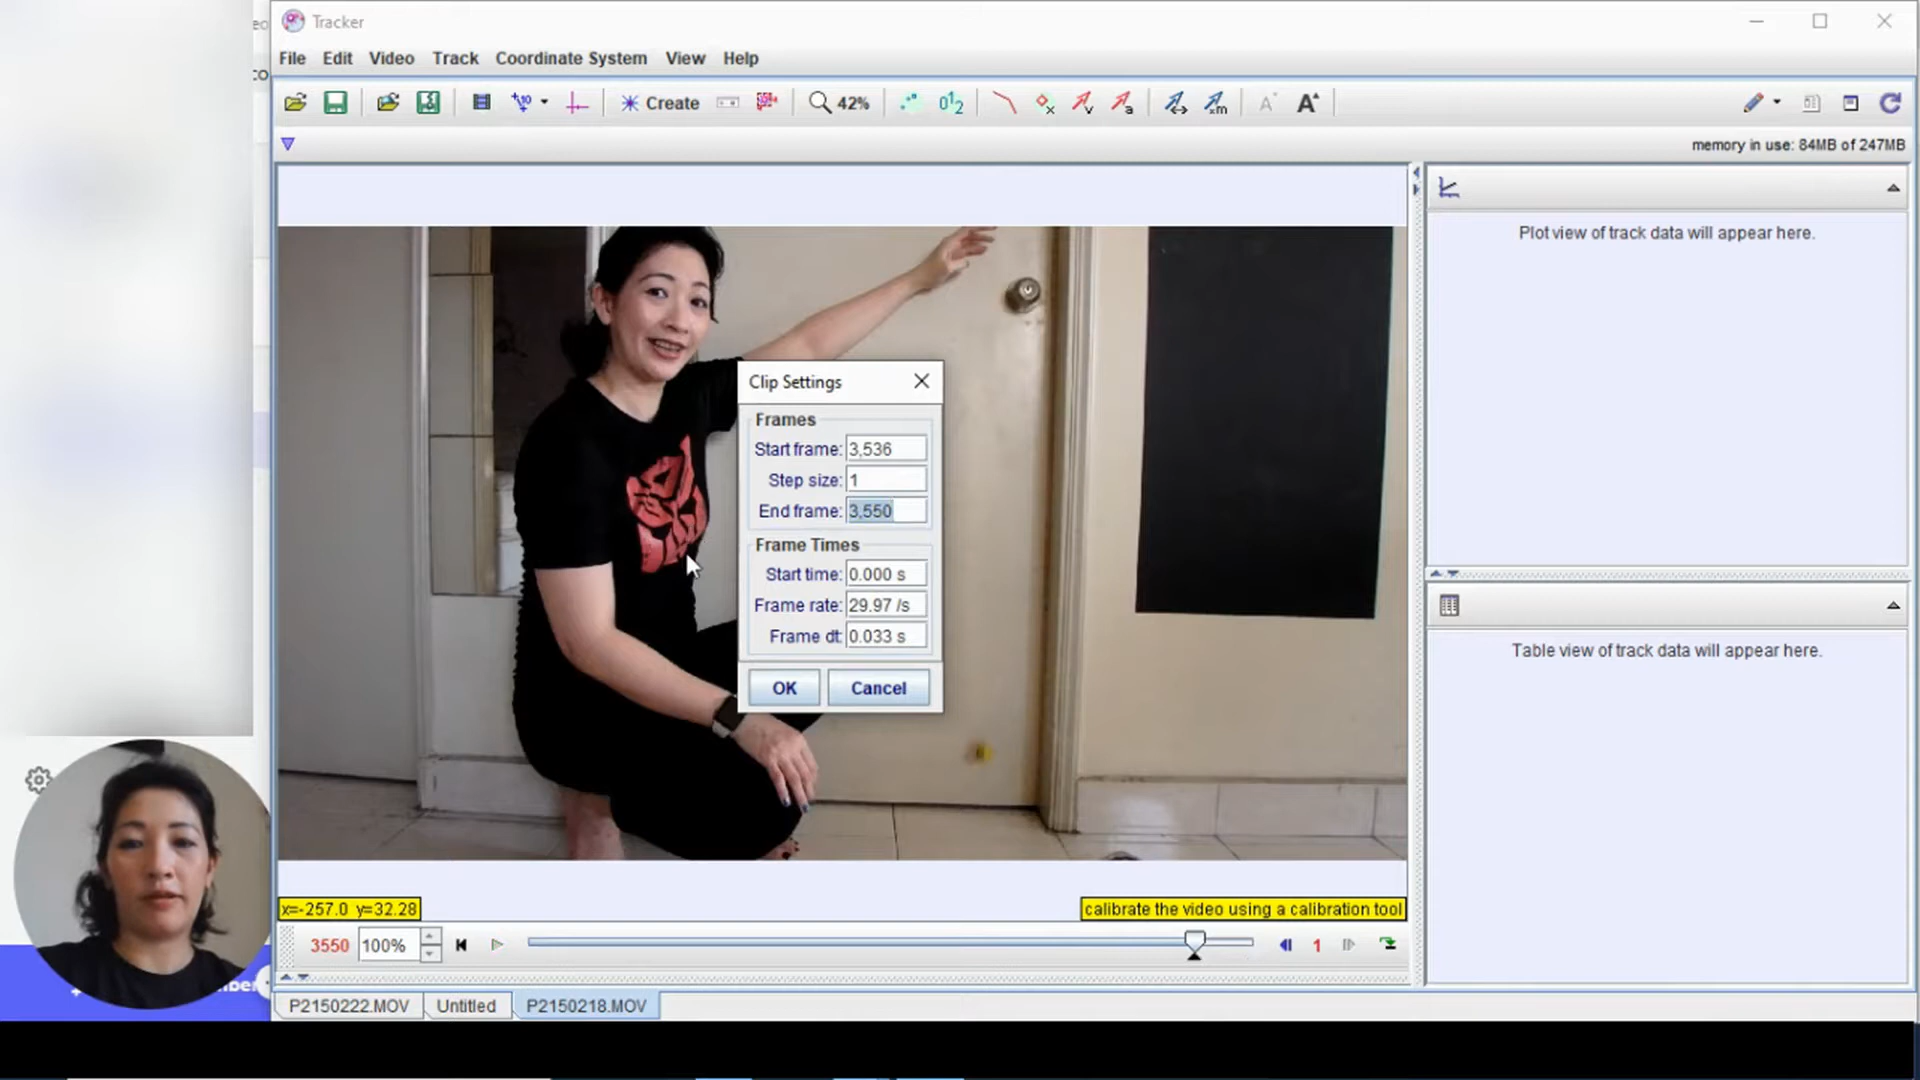 Tracker
File Edit Video Track Coordinate System View Help
Create 42%
memory in use: 84MB of 247MB
Plot view of track data will appear here.
Clip Settings
Frames
Start frame: 3,536
Step size: 1
End frame: 3,550
Frame Times
Start time: 0.000 s
Frame rate: 29.97 /s
Frame dt: 0.033 s
OK Cancel
Table view of track data will appear here.
x=-257.0 y=32.28
calibrate the video using a calibration tool
3550 100% 1
P2150222.MOV Untitled P2150218.MOV